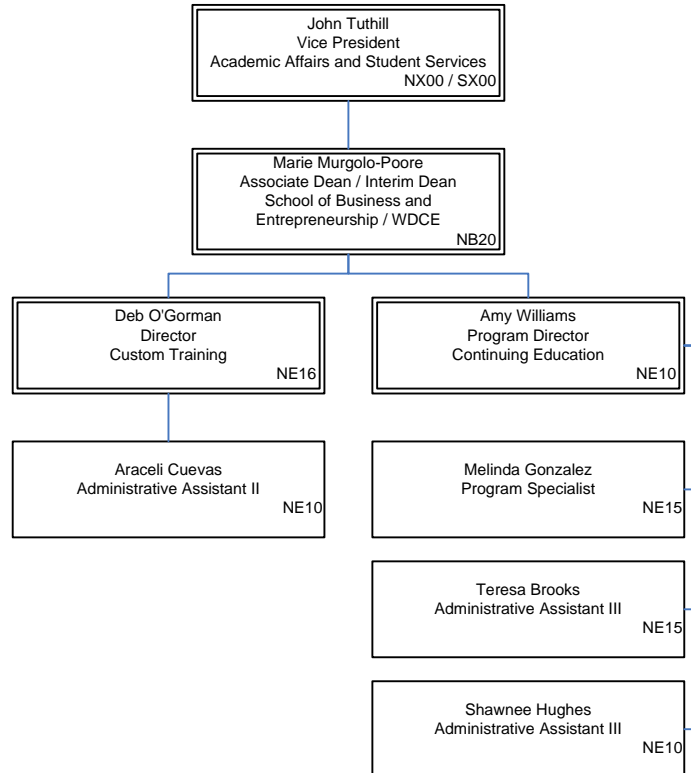 John Tuthill
Vice President
Academic Affairs and Student Services
NX00 / SX00
Marie Murgolo-Poore
Associate Dean / Interim Dean
School of Business and
Entrepreneurship / WDCE
NB20
Deb O'Gorman
Director
Custom Training
NE16
Amy Williams
Program Director
Continuing Education
NE10
Araceli Cuevas
Administrative Assistant II
NE10
Melinda Gonzalez
Program Specialist
NE15
Teresa Brooks
Administrative Assistant III
NE15
Shawnee Hughes
Administrative Assistant III
NE10